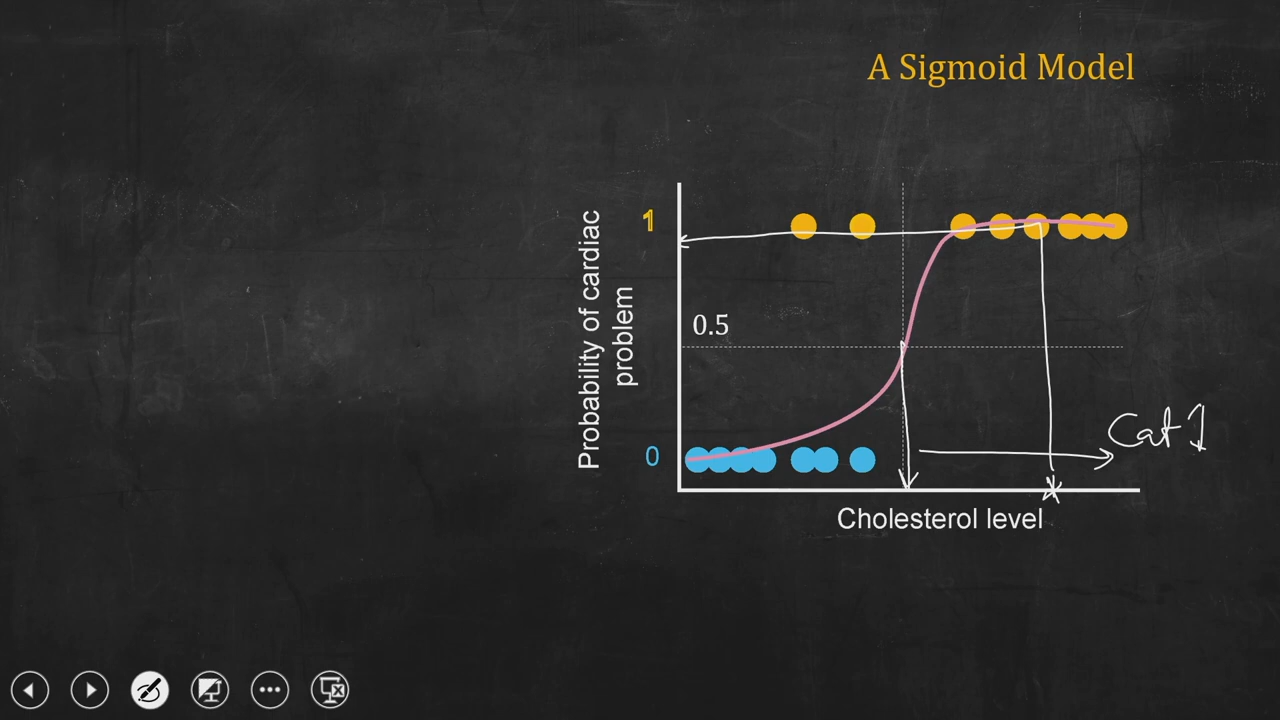 A Sigmoid Model
Probability of cardiac
problem
1
0.5
0
Cat 1
Cholesterol level